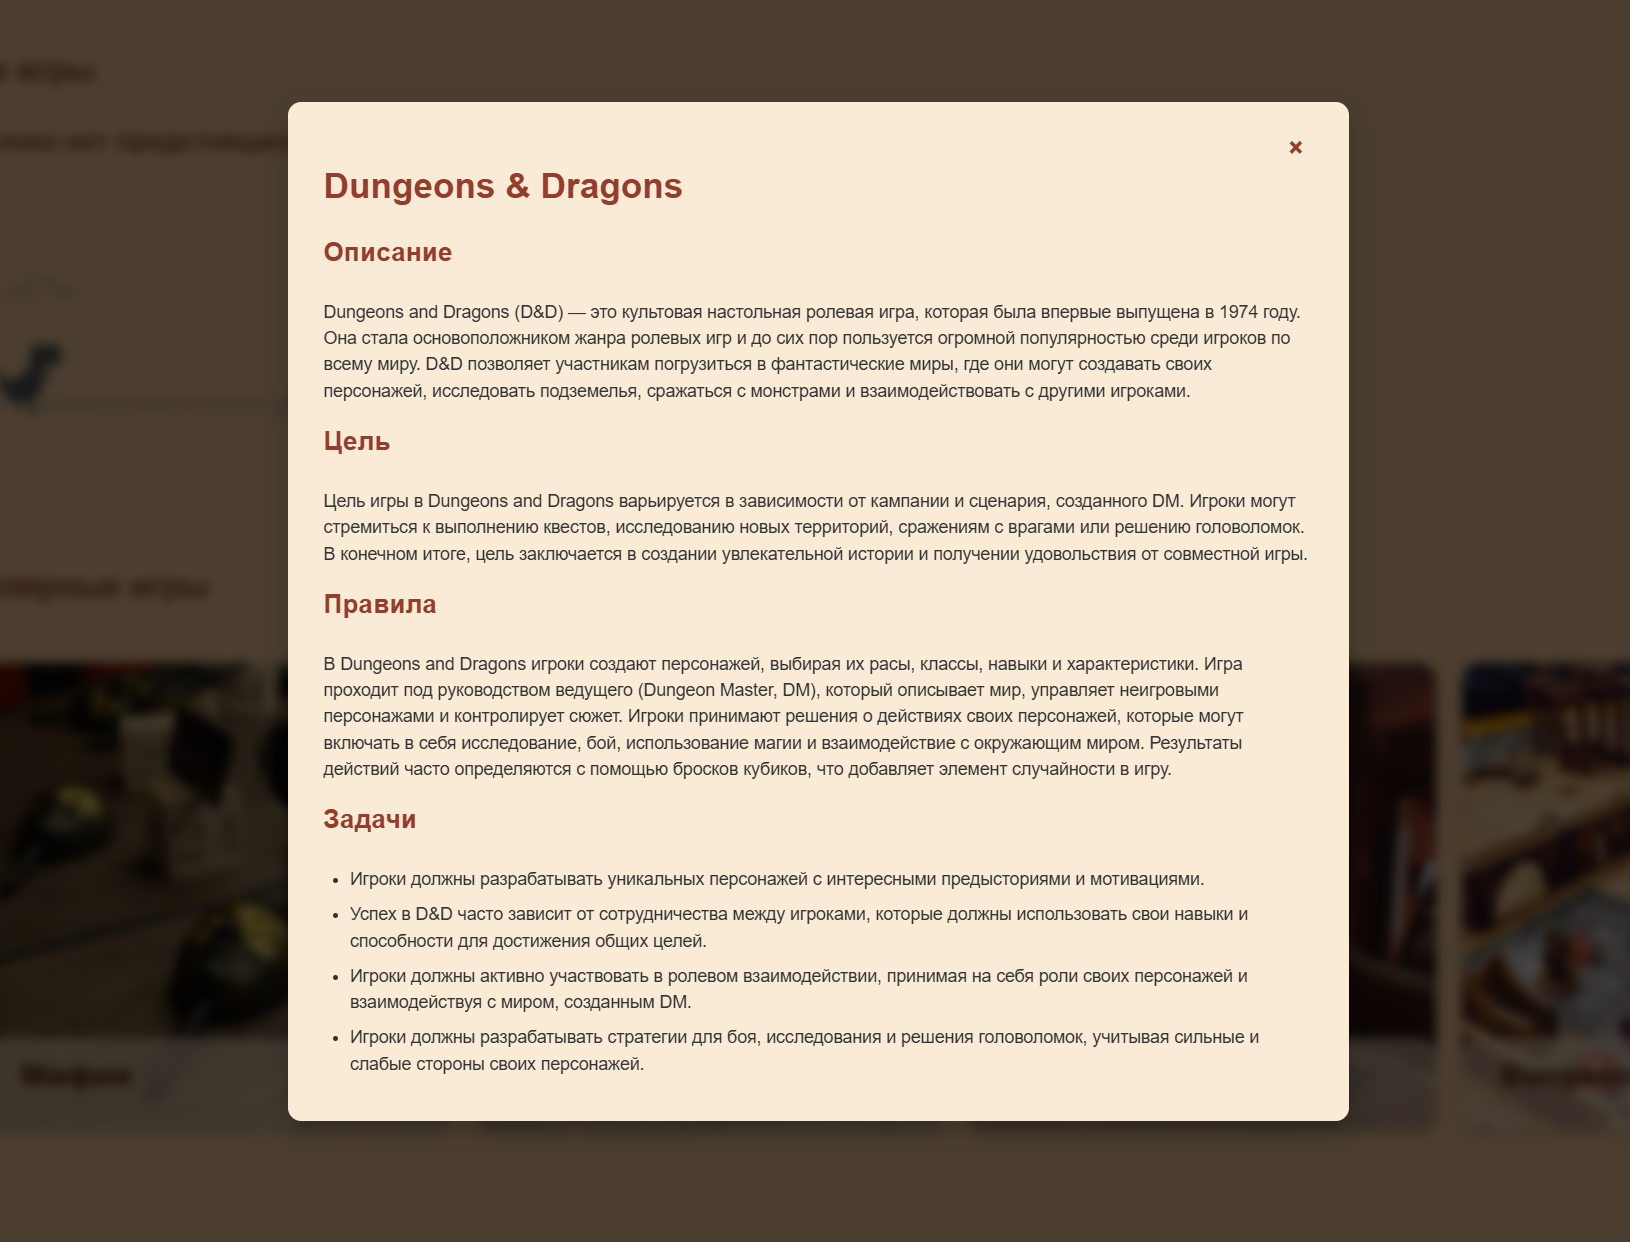 игры
пока нет
×
Dungeons & Dragons
Описание
Dungeons and Dragons (D&D) — это культовая настольная ролевая игра, которая была впервые выпущена в 1974 году.
Она стала основоположником жанра ролевых игр и до сих пор пользуется огромной популярностью среди игроков по
всему миру. D&D позволяет участникам погрузиться в фантастические миры, где они могут создавать своих
персонажей, исследовать подземелья, сражаться с монстрами и взаимодействовать с другими игроками.
Цель
Цель игры в Dungeons and Dragons варьируется в зависимости от кампании и сценария, созданного DM. Игроки могут
стремиться к выполнению квестов, исследованию новых территорий, сражениям с врагами или решению головоломок.
В конечном итоге, цель заключается в создании увлекательной истории и получении удовольствия от совместной игры.
игры
Правила
В Dungeons and Dragons игроки создают персонажей, выбирая их расы, классы, навыки и характеристики. Игра
проходит под руководством ведущего (Dungeon Master, DM), который описывает мир, управляет неигровыми
персонажами и контролирует сюжет. Игроки принимают решения о действиях своих персонажей, которые могут
включать в себя исследование, бой, использование магии и взаимодействие с окружающим миром. Результаты
действий часто определяются с помощью бросков кубиков, что добавляет элемент случайности в игру.
Задачи
• Игроки должны разрабатывать уникальных персонажей с интересными предысториями и мотивациями.
• Успех в D&D часто зависит от сотрудничества между игроками, которые должны использовать свои навыки и
способности для достижения общих целей.
• Игроки должны активно участвовать в ролевом взаимодействии, принимая на себя роли своих персонажей и
взаимодействуя с миром, созданным DM.
• Игроки должны разрабатывать стратегии для боя, исследования и решения головоломок, учитывая сильные и
слабые стороны своих персонажей.
Мафия